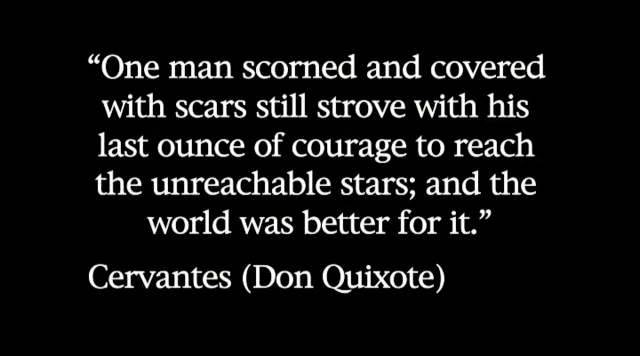 “One man scorned and covered
with scars still strove with his
last ounce of courage to reach
the unreachable stars; and the
world was better for it.”
Cervantes (Don Quixote)